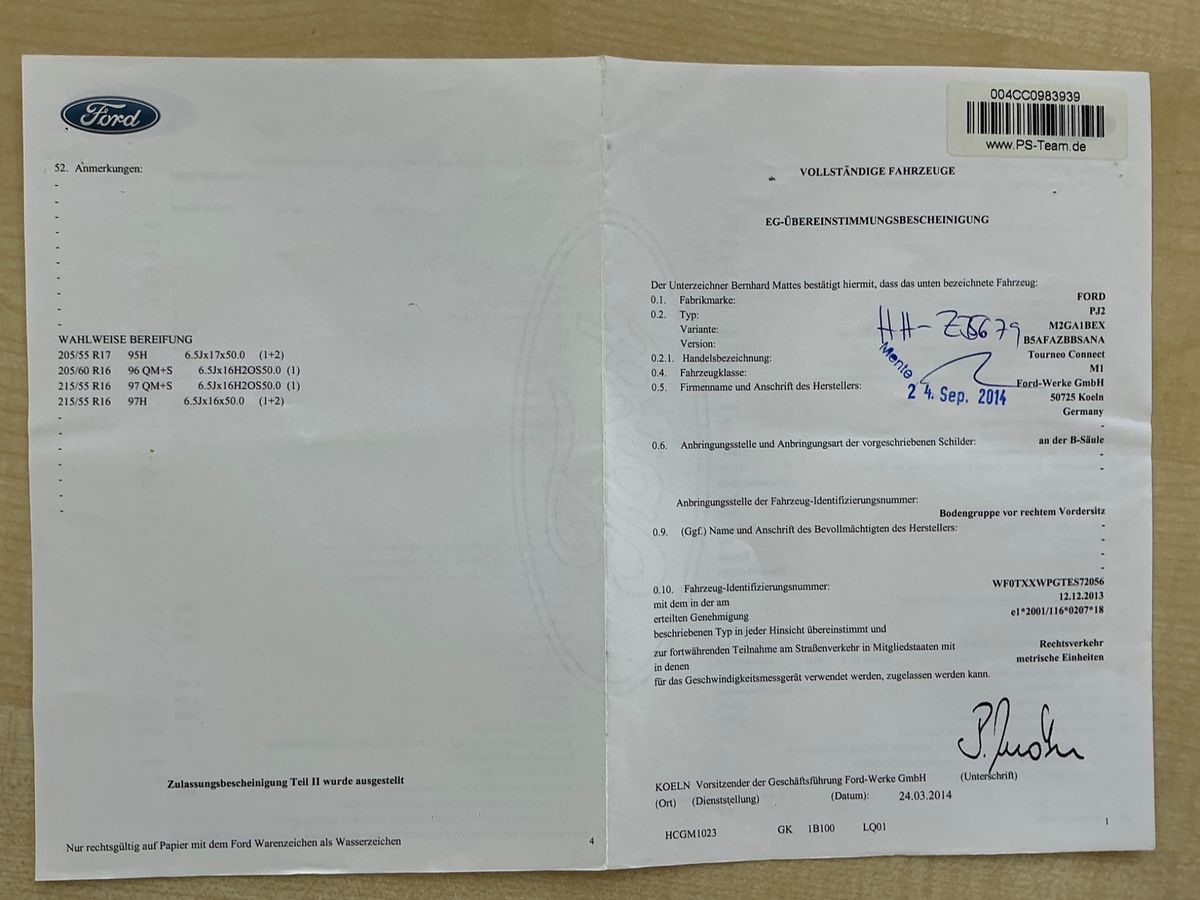 Ford
52. Anmerkungen:
-
-
-
-
-
-
-
-
-
-
WAHLWEISE BEREIFUNG
205/55 R17 95H 6.5Jx17x50.0 (1+2)
205/60 R16 96 QM+S 6.5Jx16H2OS50.0 (1)
215/55 R16 97 QM+S 6.5Jx16H2OS50.0 (1)
215/55 R16 97H 6.5Jx16x50.0 (1+2)
-
-
-
-
-
-
-
Zulassungsbescheinigung Teil II wurde ausgestellt
Nur rechtsgültig auf Papier mit dem Ford Warenzeichen als Wasserzeichen 4
004CC0983939
www.PS-Team.de
VOLLSTÄNDIGE FAHRZEUGE
EG-ÜBEREINSTIMMUNGSBESCHEINIGUNG
Der Unterzeichner Bernhard Mattes bestätigt hiermit, dass das unten bezeichnete Fahrzeug:
0.1. Fabrikmarke: FORD
0.2. Typ: PJ2
Variante: M2GA1BEX
Version: B5AFAZBBSANA
0.2.1. Handelsbezeichnung: Tourneo Connect
0.4. Fahrzeugklasse: M1
0.5. Firmenname und Anschrift des Herstellers: Ford-Werke GmbH
50725 Koeln
Germany
-
HH-
Mente
24. Sep. 2014
0.6. Anbringungsstelle und Anbringungsart der vorgeschriebenen Schilder: an der B-Säule
-
-
Anbringungsstelle der Fahrzeug-Identifizierungsnummer:
Bodengruppe vor rechtem Vordersitz
0.9. (Ggf.) Name und Anschrift des Bevollmächtigten des Herstellers: -
-
-
-
0.10. Fahrzeug-Identifizierungsnummer: WF0TXXWPGTES72056
mit dem in der am 12.12.2013
erteilten Genehmigung e1*2001/116*0207*18
beschriebenen Typ in jeder Hinsicht übereinstimmt und
zur fortwährenden Teilnahme am Straßenverkehr in Mitgliedstaaten mit Rechtsverkehr
in denen metrische Einheiten
für das Geschwindigkeitsmessgerät verwendet werden, zugelassen werden kann.
KOELN Vorsitzender der Geschäftsführung Ford-Werke GmbH (Unterschrift)
(Ort) (Dienststellung) (Datum): 24.03.2014
HCGM1023 GK 1B100 LQ01
1